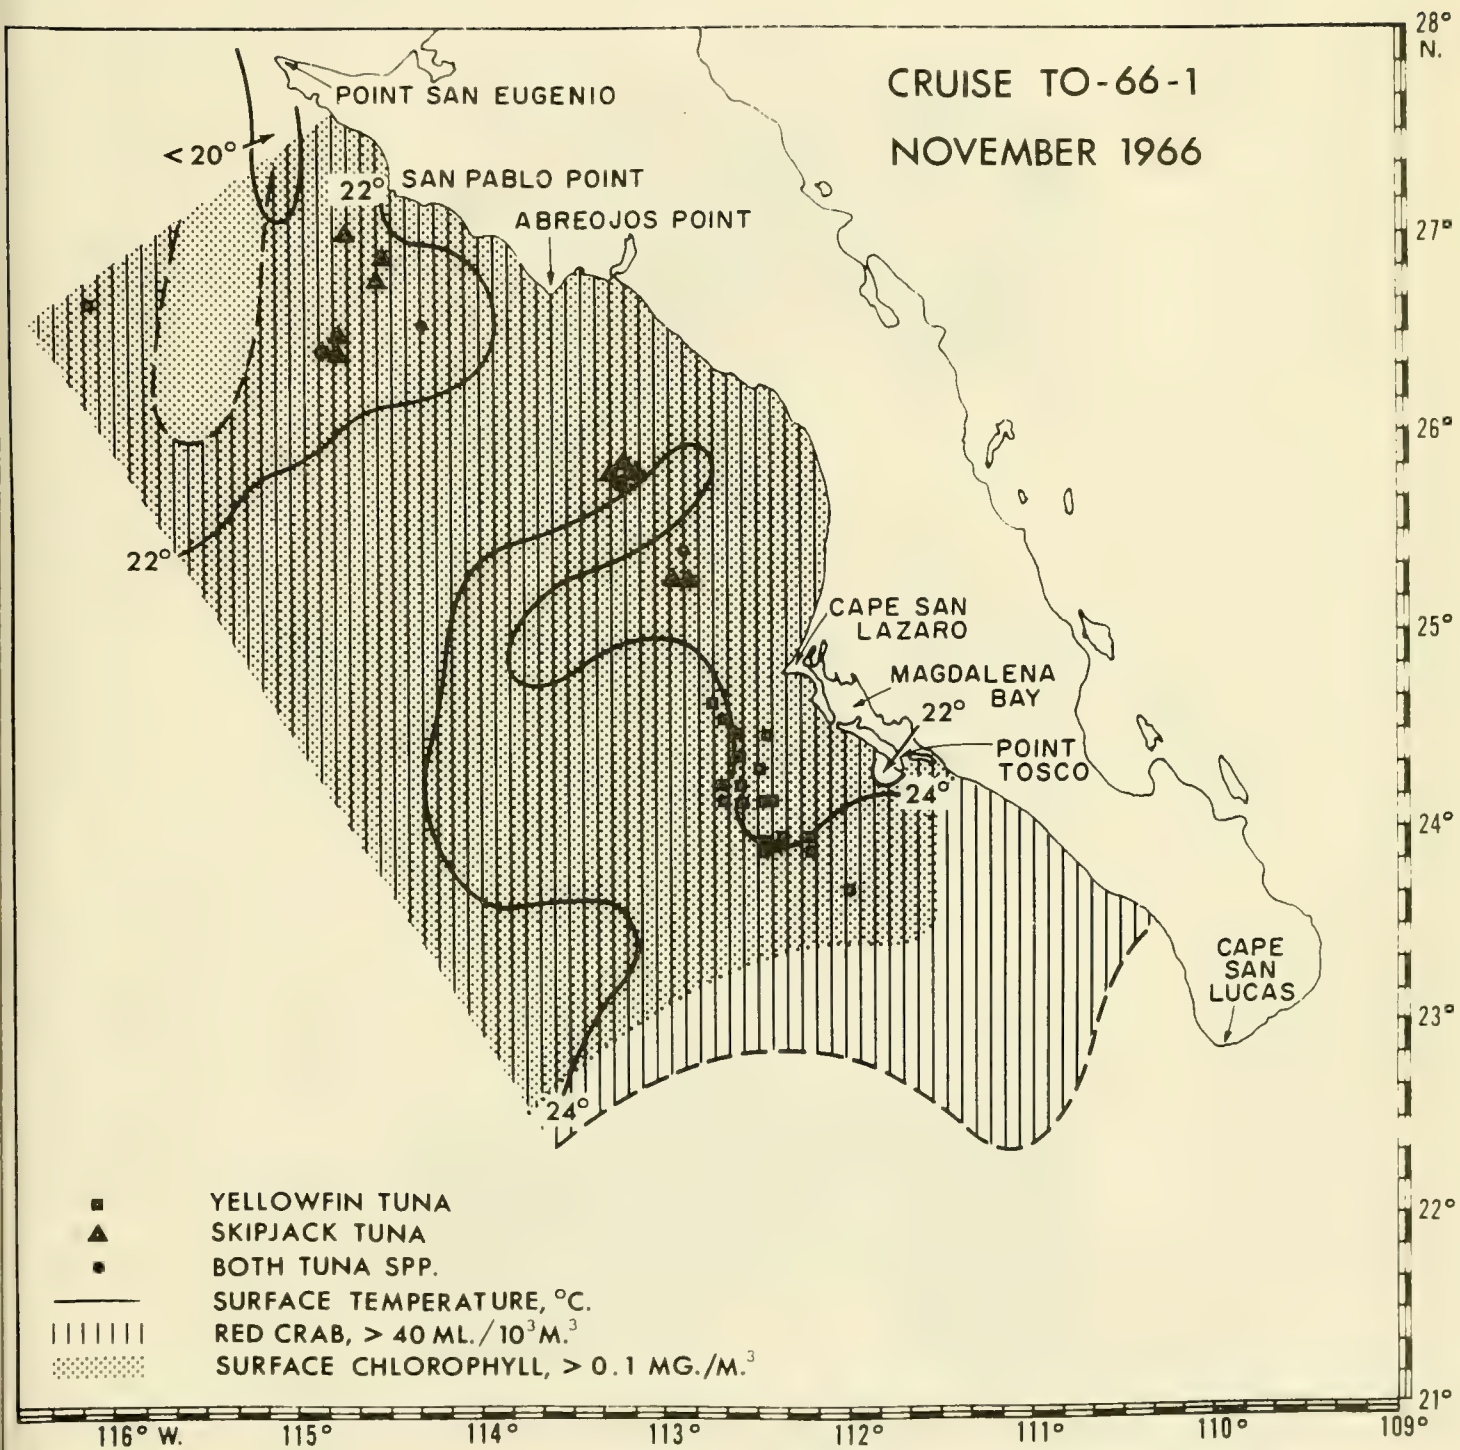 28°
N.
CRUISE TO-66-1
NOVEMBER 1966
POINT SAN EUGENIO
< 20°
22°
SAN PABLO POINT
ABREOJOS POINT
27°
26°
22°
CAPE SAN
LAZARO
25°
MAGDALENA
BAY
22°
POINT
TOSCO
24°
24°
CAPE
SAN
LUCAS
23°
24°
22°
YELLOWFIN TUNA
SKIPJACK TUNA
BOTH TUNA SPP.
SURFACE TEMPERATURE, °C.
RED CRAB, > 40 ML./10³M.³
SURFACE CHLOROPHYLL, > 0.1 MG./M.³
21°
116° W.
115°
114°
113°
112°
111°
110°
109°